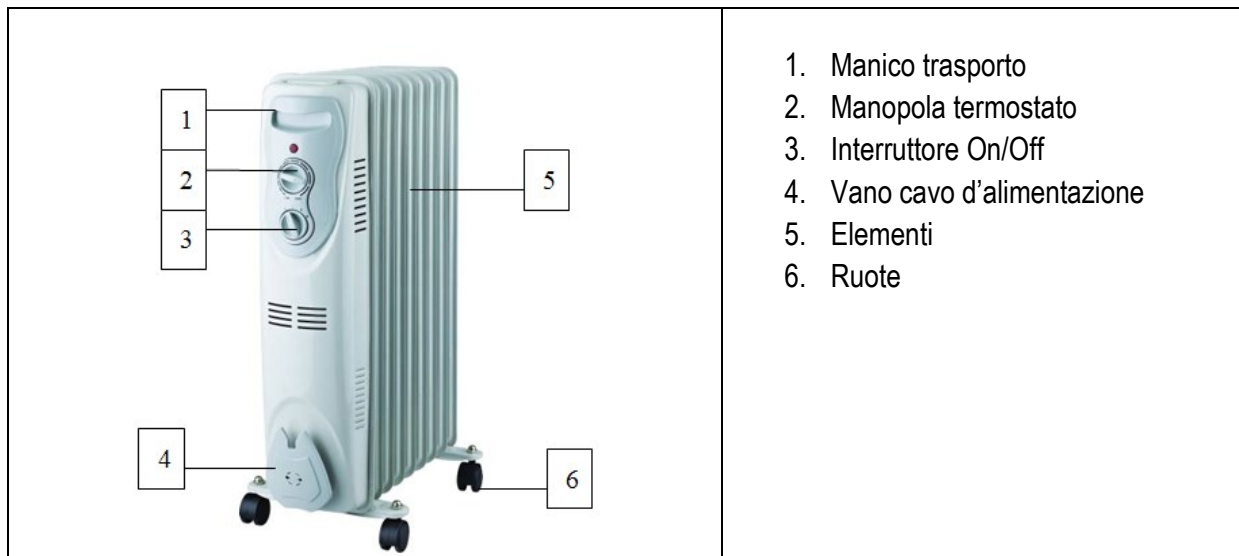 1
2
3
4
5
6
1. Manico trasporto
2. Manopola termostato
3. Interruttore On/Off
4. Vano cavo d’alimentazione
5. Elementi
6. Ruote